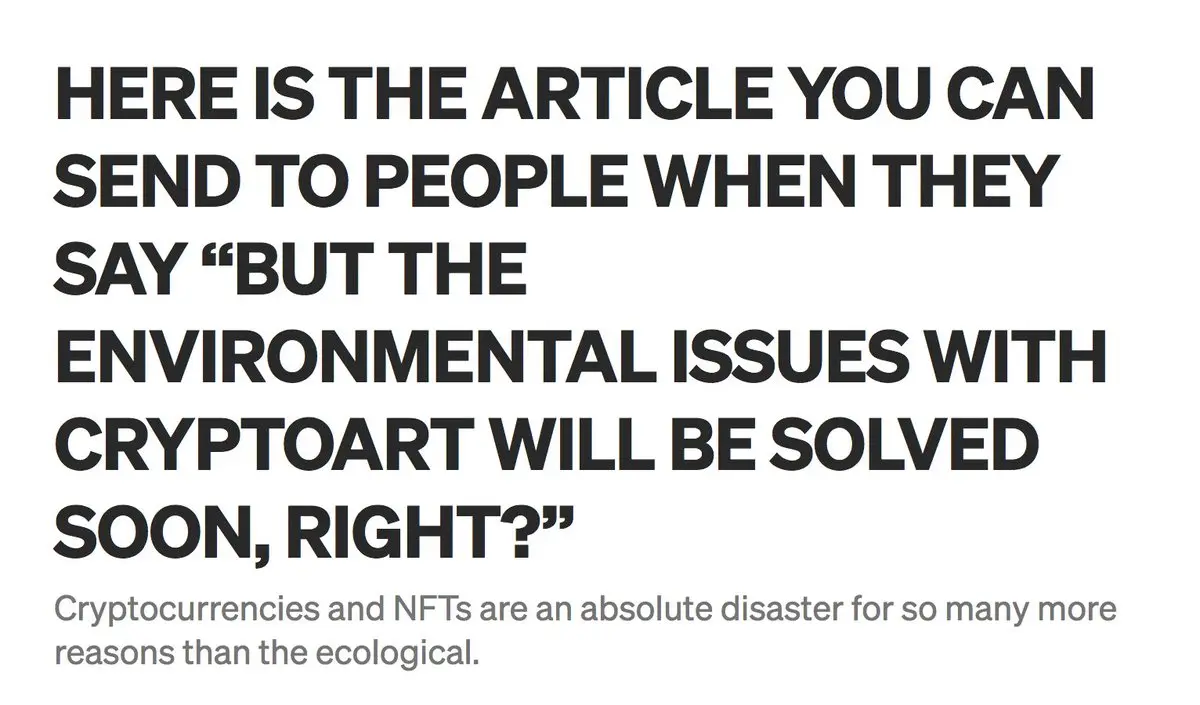 HERE IS THE ARTICLE YOU CAN
SEND TO PEOPLE WHEN THEY
SAY “BUT THE
ENVIRONMENTAL ISSUES WITH
CRYPTOART WILL BE SOLVED
SOON, RIGHT?”
Cryptocurrencies and NFTs are an absolute disaster for so many more
reasons than the ecological.